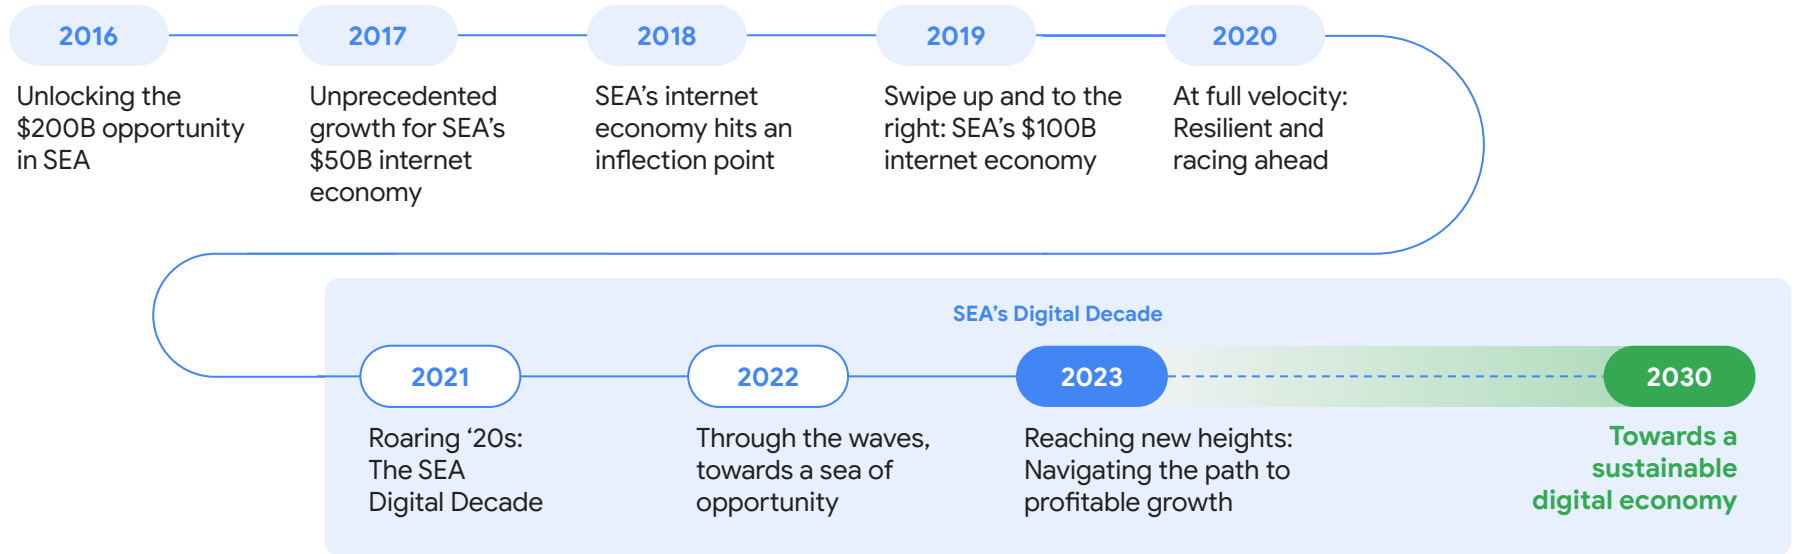 2016
2017
2018
2019
2020
Unlocking the
$200B opportunity
in SEA
Unprecedented
growth for SEA's
$50B internet
economy
SEA's internet
economy hits an
inflection point
Swipe up and to the
right: SEA's $100B
internet economy
At full velocity:
Resilient and
racing ahead
SEA's Digital Decade
2021
2022
2023
2030
Roaring ‘20s:
The SEA
Digital Decade
Through the waves,
towards a sea of
opportunity
Reaching new heights:
Navigating the path to
profitable growth
Towards a
sustainable
digital economy